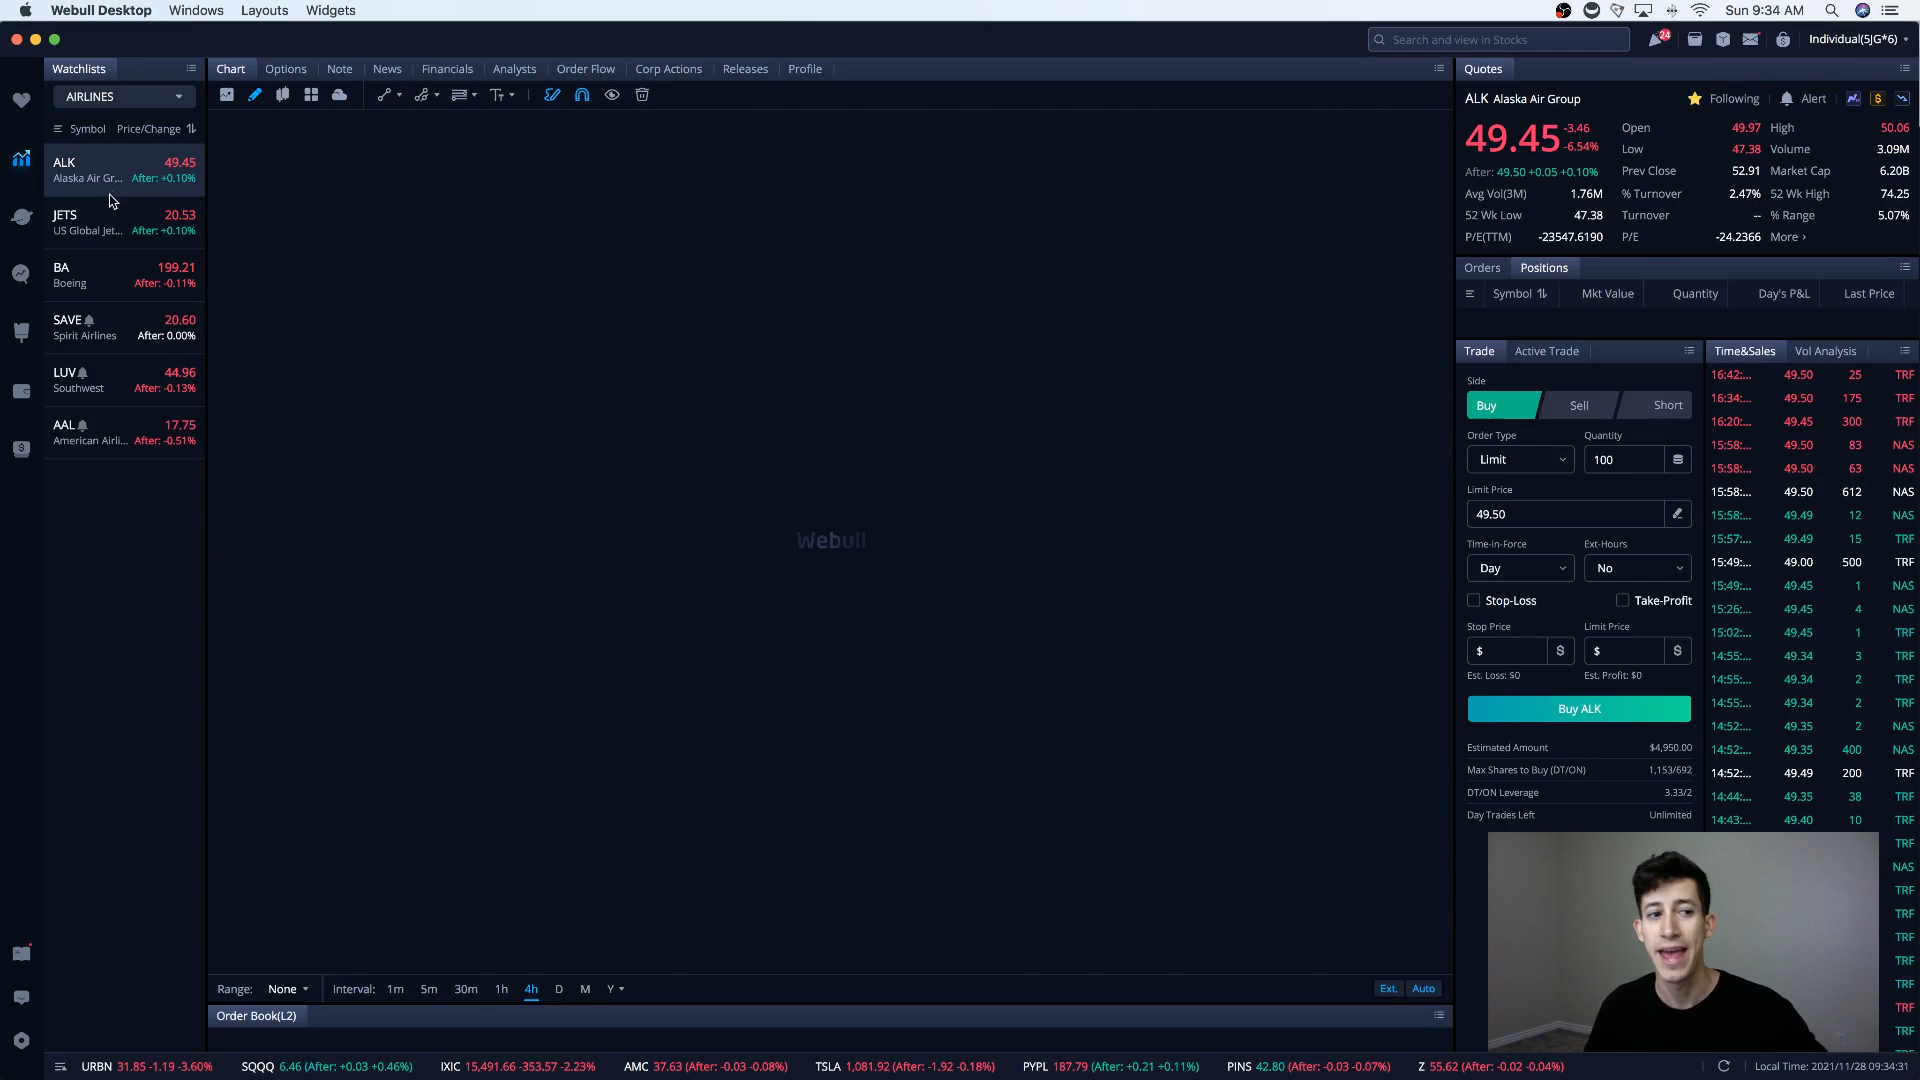 Webull Desktop Windows Layouts Widgets Sun 9:34 AM
Search and view in Stocks 24 Individual(5JG*6)
Watchlists
AIRLINES
Symbol Price/Change
ALK 49.45
Alaska Air Gr... After: +0.10%
JETS 20.53
US Global Jet... After: +0.10%
BA 199.21
Boeing After: -0.11%
SAVE 20.60
Spirit Airlines After: 0.00%
LUV 44.96
Southwest After: -0.13%
AAL 17.75
American Airli... After: -0.51%
Chart Options Note News Financials Analysts Order Flow Corp Actions Releases Profile
Webull
Range: None Interval: 1m 5m 30m 1h 4h D M Y Ext. Auto
Order Book(L2)
Quotes
ALK Alaska Air Group Following Alert
49.45 -3.46 -6.54%
After: 49.50 +0.05 +0.10%
Open 49.97 High 50.06
Low 47.38 Volume 3.09M
Prev Close 52.91 Market Cap 6.20B
Avg Vol(3M) 1.76M % Turnover 2.47% 52 Wk High 74.25
52 Wk Low 47.38 Turnover -- % Range 5.07%
P/E(TTM) -23547.6190 P/E -24.2366 More >
Orders Positions
Symbol Mkt Value Quantity Day's P&L Last Price
Trade Active Trade
Side
Buy Sell Short
Order Type Quantity
Limit 100
Limit Price
49.50
Time-in-Force Ext-Hours
Day No
Stop-Loss Take-Profit
Stop Price Limit Price
$ $ $ $
Est. Loss: $0 Est. Profit: $0
Buy ALK
Estimated Amount $4,950.00
Max Shares to Buy (DT/ON) 1,153/692
DT/ON Leverage 3.33/2
Day Trades Left Unlimited
Time&Sales Vol Analysis
16:42:... 49.50 25 TRF
16:34:... 49.50 175 TRF
16:20:... 49.45 300 TRF
15:58:... 49.50 83 NAS
15:58:... 49.50 63 NAS
15:58:... 49.50 612 NAS
15:58:... 49.49 12 NAS
15:57:... 49.49 15 TRF
15:49:... 49.00 500 TRF
15:49:... 49.45 1 NAS
15:26:... 49.45 4 NAS
15:02:... 49.45 1 TRF
14:55:... 49.34 3 TRF
14:55:... 49.34 2 TRF
14:55:... 49.34 2 TRF
14:52:... 49.35 2 NAS
14:52:... 49.35 400 NAS
14:52:... 49.49 200 TRF
14:44:... 49.35 38 TRF
14:43:... 49.40 10 TRF
TRF
NAS
TRF
TRF
TRF
TRF
TRF
TRF
TRF
URBN 31.85 -1.19 -3.60% SQQQ 6.46 (After: +0.03 +0.46%) IXIC 15,491.66 -353.57 -2.23% AMC 37.63 (After: -0.03 -0.08%) TSLA 1,081.92 (After: -1.92 -0.18%) PYPL 187.79 (After: +0.21 +0.11%) PINS 42.80 (After: -0.03 -0.07%) Z 55.62 (After: -0.02 -0.04%) Local Time: 2021/11/28 09:34:31